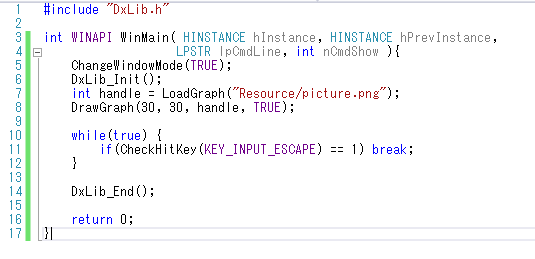 1 #include "DxLib.h"
2
3 int WINAPI WinMain( HINSTANCE hInstance, HINSTANCE hPrevInstance,
4 LPSTR lpCmdLine, int nCmdShow ){
5 ChangeWindowMode(TRUE);
6 DxLib_Init();
7 int handle = LoadGraph("Resource/picture.png");
8 DrawGraph(30, 30, handle, TRUE);
9
10 while(true) {
11 if(CheckHitKey(KEY_INPUT_ESCAPE) == 1) break;
12 }
13
14 DxLib_End();
15
16 return 0;
17 }